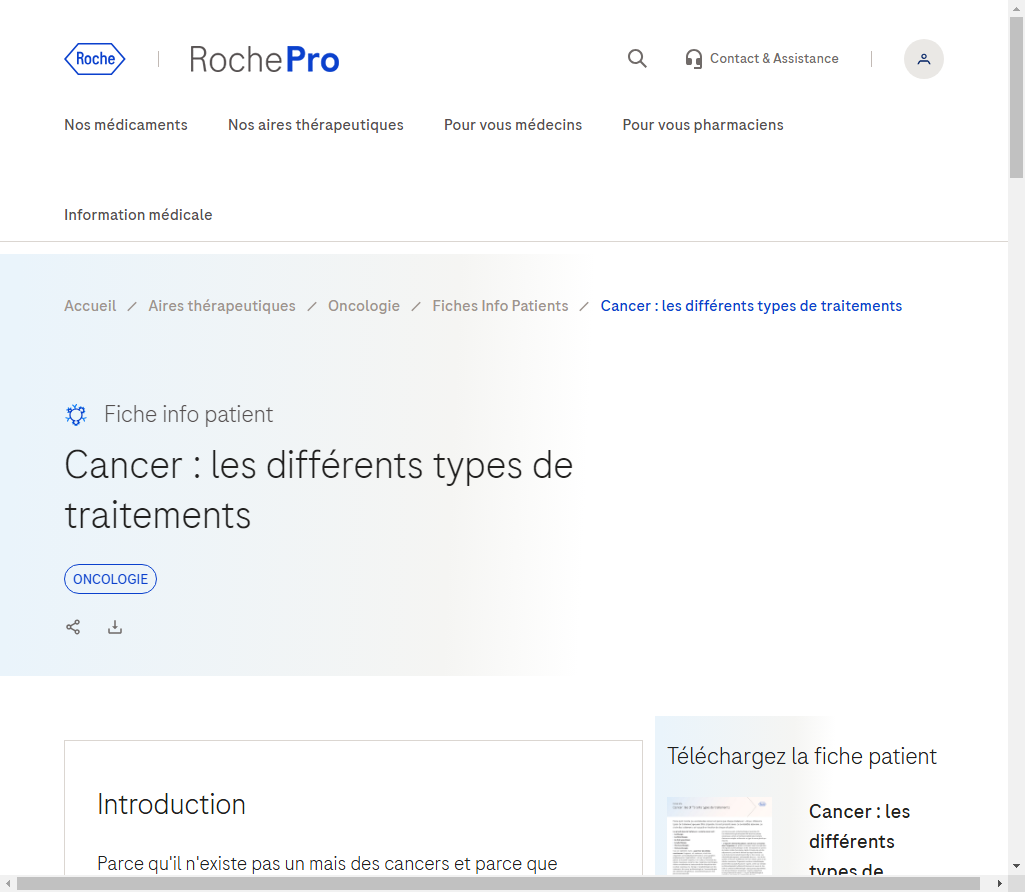 Roche
RochePro
Contact & Assistance
Nos médicaments
Nos aires thérapeutiques
Pour vous médecins
Pour vous pharmaciens
Information médicale
Accueil / Aires thérapeutiques / Oncologie / Fiches Info Patients / Cancer : les différents types de traitements
Fiche info patient
Cancer : les différents types de
traitements
ONCOLOGIE
Introduction
Parce qu'il n'existe pas un mais des cancers et parce que
Téléchargez la fiche patient
Cancer : les
différents
types de